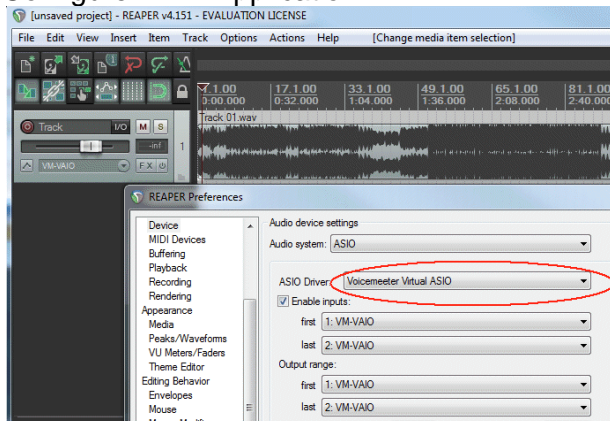 [unsaved project] - REAPER v4.151 - EVALUATION LICENSE
File Edit View Insert Item Track Options Actions Help [Change media item selection]
1.1.00 17.1.00 33.1.00 49.1.00 65.1.00 81.1.00
0:00.000 0:32.000 1:04.000 1:36.000 2:08.000 2:40.000
Track 01.wav
Track I/O M S
-inf 1
VM-VAIO FX
REAPER Preferences
Device
MIDI Devices
Buffering
Playback
Recording
Rendering
Appearance
Media
Peaks/Waveforms
VU Meters/Faders
Theme Editor
Editing Behavior
Envelopes
Mouse
Audio device settings
Audio system: ASIO
ASIO Driver: Voicemeeter Virtual ASIO
Enable inputs:
first 1: VM-VAIO
last 2: VM-VAIO
Output range:
first 1: VM-VAIO
last 2: VM-VAIO